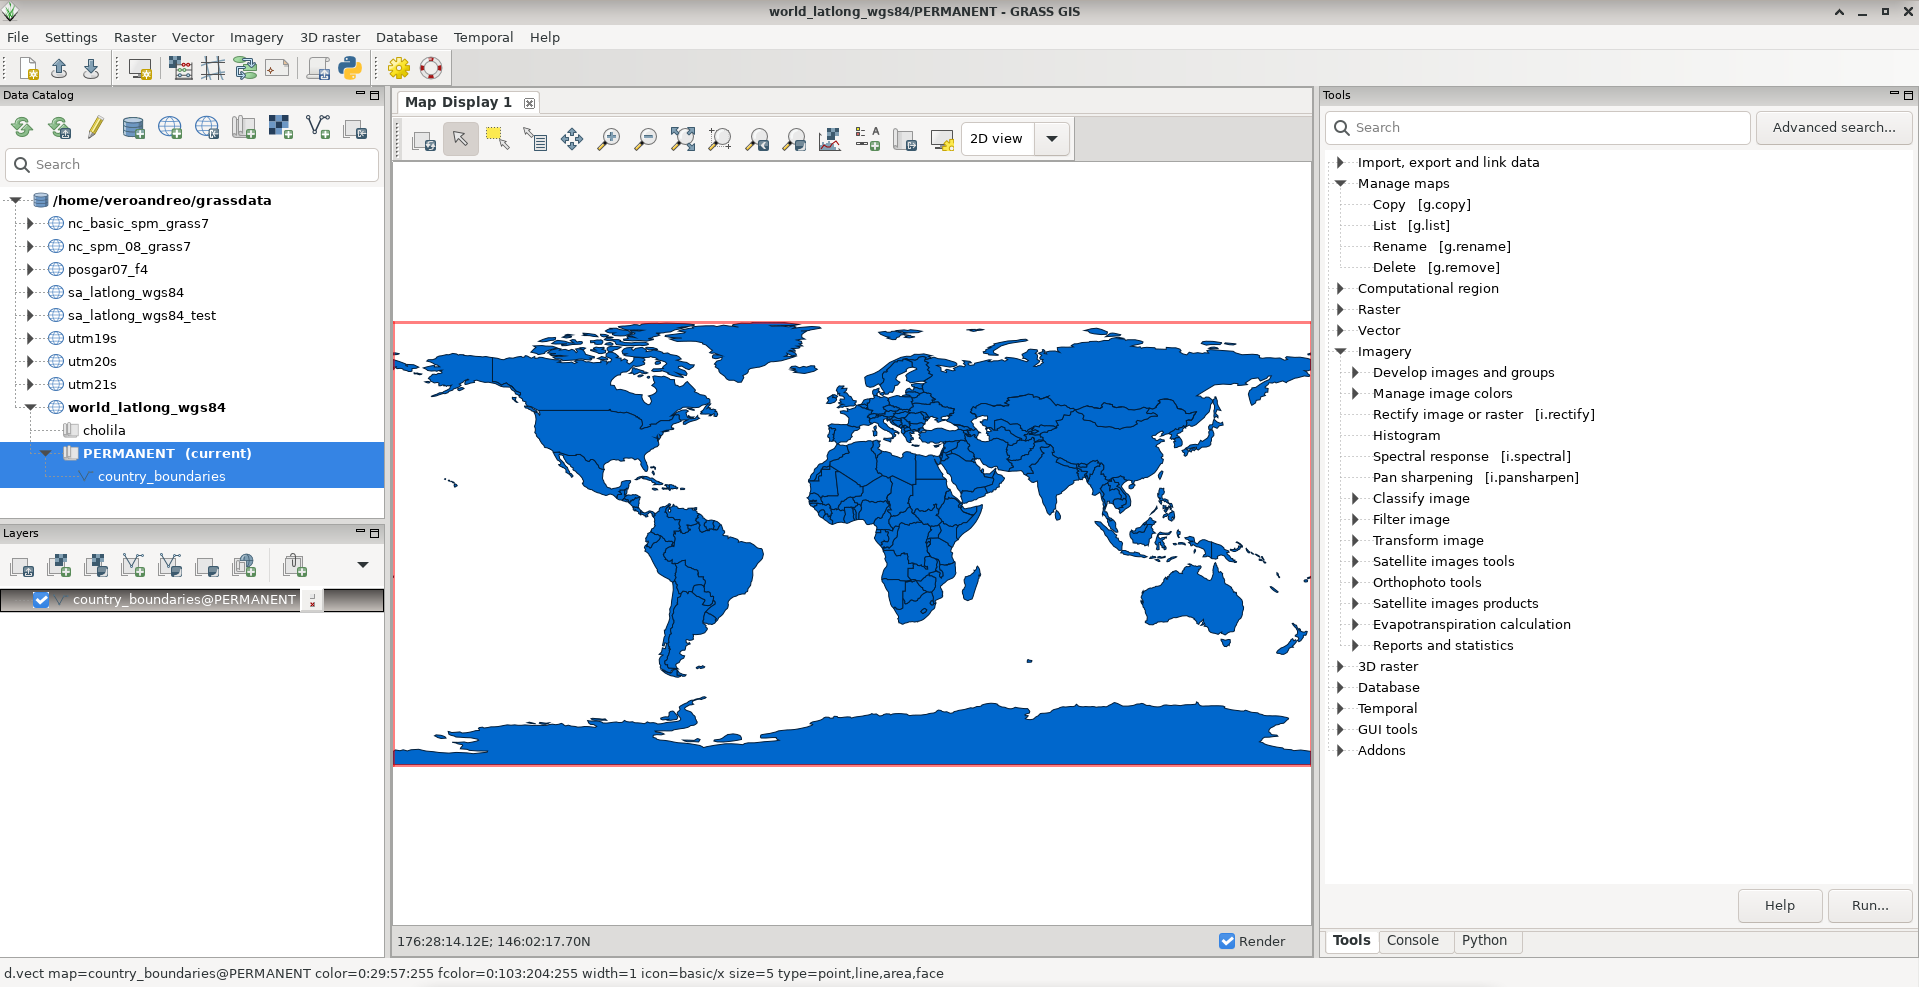 world_latlong_wgs84/PERMANENT - GRASS GIS
File Settings Raster Vector Imagery 3D raster Database Temporal Help
Data Catalog
Search
/home/veroandreo/grassdata
nc_basic_spm_grass7
nc_spm_08_grass7
posgar07_f4
sa_latlong_wgs84
sa_latlong_wgs84_test
utm19s
utm20s
utm21s
world_latlong_wgs84
cholila
PERMANENT (current)
country_boundaries
Layers
country_boundaries@PERMANENT
Map Display 1
A
2D view
176:28:14.12E; 146:02:17.70N
Render
Tools
Search
Advanced search...
Import, export and link data
Manage maps
Copy [g.copy]
List [g.list]
Rename [g.rename]
Delete [g.remove]
Computational region
Raster
Vector
Imagery
Develop images and groups
Manage image colors
Rectify image or raster [i.rectify]
Histogram
Spectral response [i.spectral]
Pan sharpening [i.pansharpen]
Classify image
Filter image
Transform image
Satellite images tools
Orthophoto tools
Satellite images products
Evapotranspiration calculation
Reports and statistics
3D raster
Database
Temporal
GUI tools
Addons
Help Run...
Tools Console Python
d.vect map=country_boundaries@PERMANENT color=0:29:57:255 fcolor=0:103:204:255 width=1 icon=basic/x size=5 type=point,line,area,face